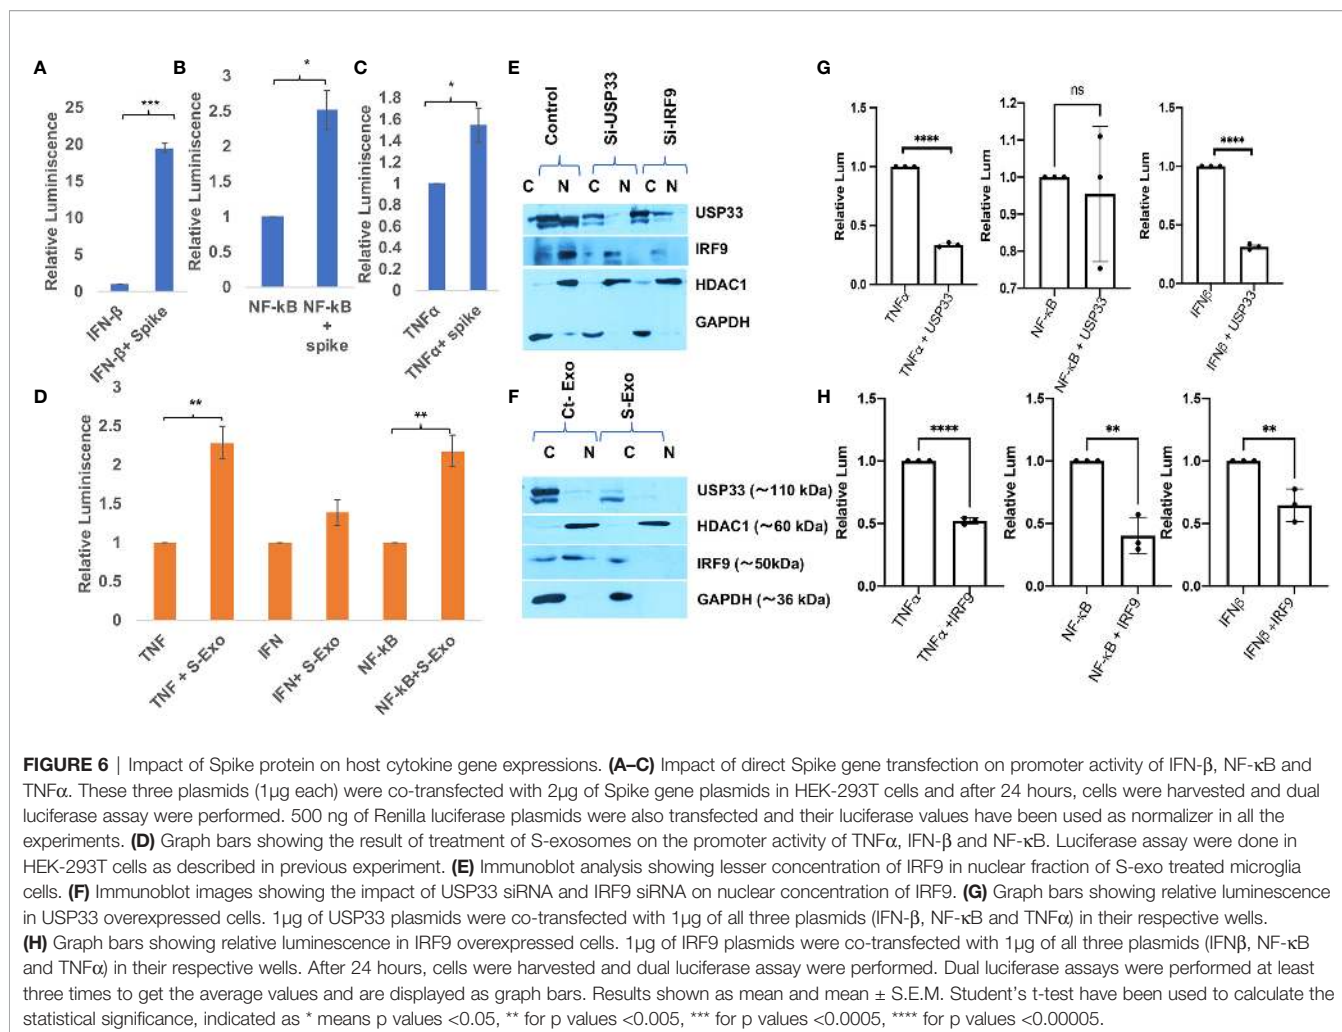 A
Relative Luminiscence
25
20
15
10
5
0
***
IFN-β
IFN-β+ Spike
B
Relative Luminiscence
3
2.5
2
1.5
1
0.5
0
*
NF-kB
NF-kB
+
spike
C
1.8
1.6
1.4
1.2
1
0.8
0.6
0.4
0.2
0
*
TNFα
TNFα+ spike
D
Relative Luminiscence
3
2.5
2
1.5
1
0.5
0
**
**
TNF
TNF + S-Exo
IFN
IFN+ S-Exo
NF-kB
NF-kB+S-Exo
E
Control
Si-USP33
Si-IRF9
C N C N C N
USP33
IRF9
HDAC1
GAPDH
F
Ct- Exo
S-Exo
C N C N
USP33 (~110 kDa)
HDAC1 (~60 kDa)
IRF9 (~50kDa)
GAPDH (~36 kDa)
G
Relative Lum
1.5
1.0
0.5
0.0
****
TNFα
TNFα + USP33
Relative Lum
1.2
1.1
1.0
0.9
0.8
0.7
ns
NF-κB
NF-κB + USP33
Relative Lum
1.5
1.0
0.5
0.0
****
IFNβ
IFNβ + USP33
H
Relative Lum
1.5
1.0
0.5
0.0
****
TNFα
TNFα +IRF9
Relative Lum
1.5
1.0
0.5
0.0
**
NF-κB
NF-κB + IRF9
Relative Lum
1.5
1.0
0.5
0.0
**
IFNβ
IFNβ +IRF9
FIGURE 6 | Impact of Spike protein on host cytokine gene expressions. (A–C) Impact of direct Spike gene transfection on promoter activity of IFN-β, NF-κB and
TNFα. These three plasmids (1μg each) were co-transfected with 2μg of Spike gene plasmids in HEK-293T cells and after 24 hours, cells were harvested and dual
luciferase assay were performed. 500 ng of Renilla luciferase plasmids were also transfected and their luciferase values have been used as normalizer in all the
experiments. (D) Graph bars showing the result of treatment of S-exosomes on the promoter activity of TNFα, IFN-β and NF-κB. Luciferase assay were done in
HEK-293T cells as described in previous experiment. (E) Immunoblot analysis showing lesser concentration of IRF9 in nuclear fraction of S-exo treated microglia
cells. (F) Immunoblot images showing the impact of USP33 siRNA and IRF9 siRNA on nuclear concentration of IRF9. (G) Graph bars showing relative luminescence
in USP33 overexpressed cells. 1μg of USP33 plasmids were co-transfected with 1μg of all three plasmids (IFN-β, NF-κB and TNFα) in their respective wells.
(H) Graph bars showing relative luminescence in IRF9 overexpressed cells. 1μg of IRF9 plasmids were co-transfected with 1μg of all three plasmids (IFNβ, NF-κB
and TNFα) in their respective wells. After 24 hours, cells were harvested and dual luciferase assay were performed. Dual luciferase assays were performed at least
three times to get the average values and are displayed as graph bars. Results shown as mean and mean ± S.E.M. Student's t-test have been used to calculate the
statistical significance, indicated as * means p values <0.05, ** for p values <0.005, *** for p values <0.0005, **** for p values <0.00005.